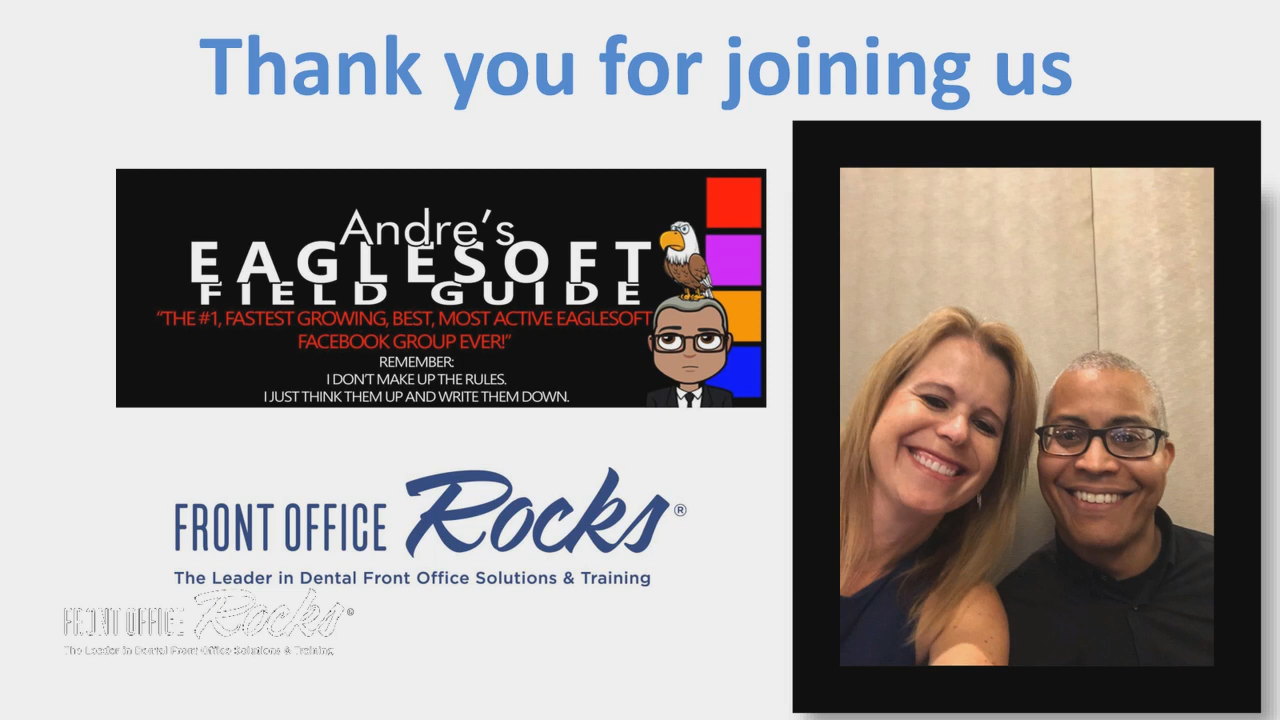 Thank you for joining us
Andre's
EAGLESOFT
FIELD GUIDE
"THE #1, FASTEST GROWING, BEST, MOST ACTIVE EAGLESOFT
FACEBOOK GROUP EVER!"
REMEMBER:
I DON'T MAKE UP THE RULES.
I JUST THINK THEM UP AND WRITE THEM DOWN.
FRONT OFFICE Rocks®
The Leader in Dental Front Office Solutions & Training
FRONT OFFICE Rocks®
The Leader in Dental Front Office Solutions & Training